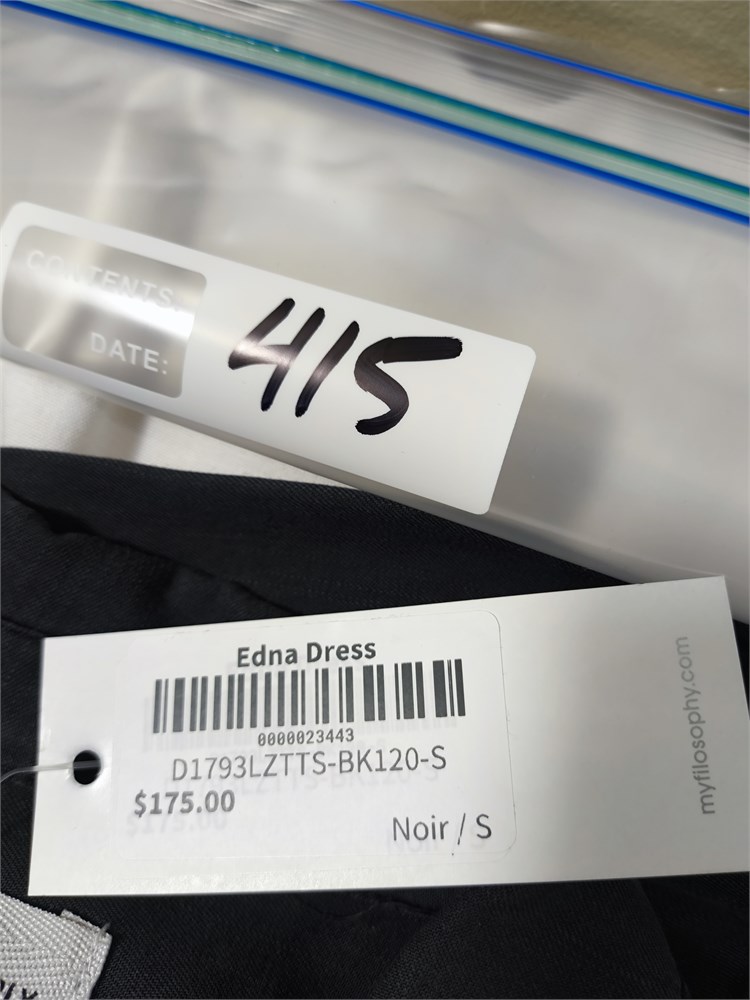 CONTENTS:
DATE:
415
Edna Dress
0000023443
D1793LZTTS-BK120-S
$175.00
Noir / S
myfilosophy.com